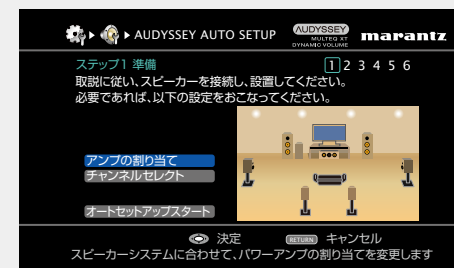 AUDYSSEY AUTO SETUP
AUDYSSEY
MULTEQ XT
DYNAMIC VOLUME
marantz
ステップ1 準備
1 2 3 4 5 6
取説に従い、スピーカーを接続し、設置してください。
必要であれば、以下の設定をおこなってください。
アンプの割り当て
チャンネルセレクト
オートセットアップスタート
決定
RETURN キャンセル
スピーカーシステムに合わせて、パワーアンプの割り当てを変更します